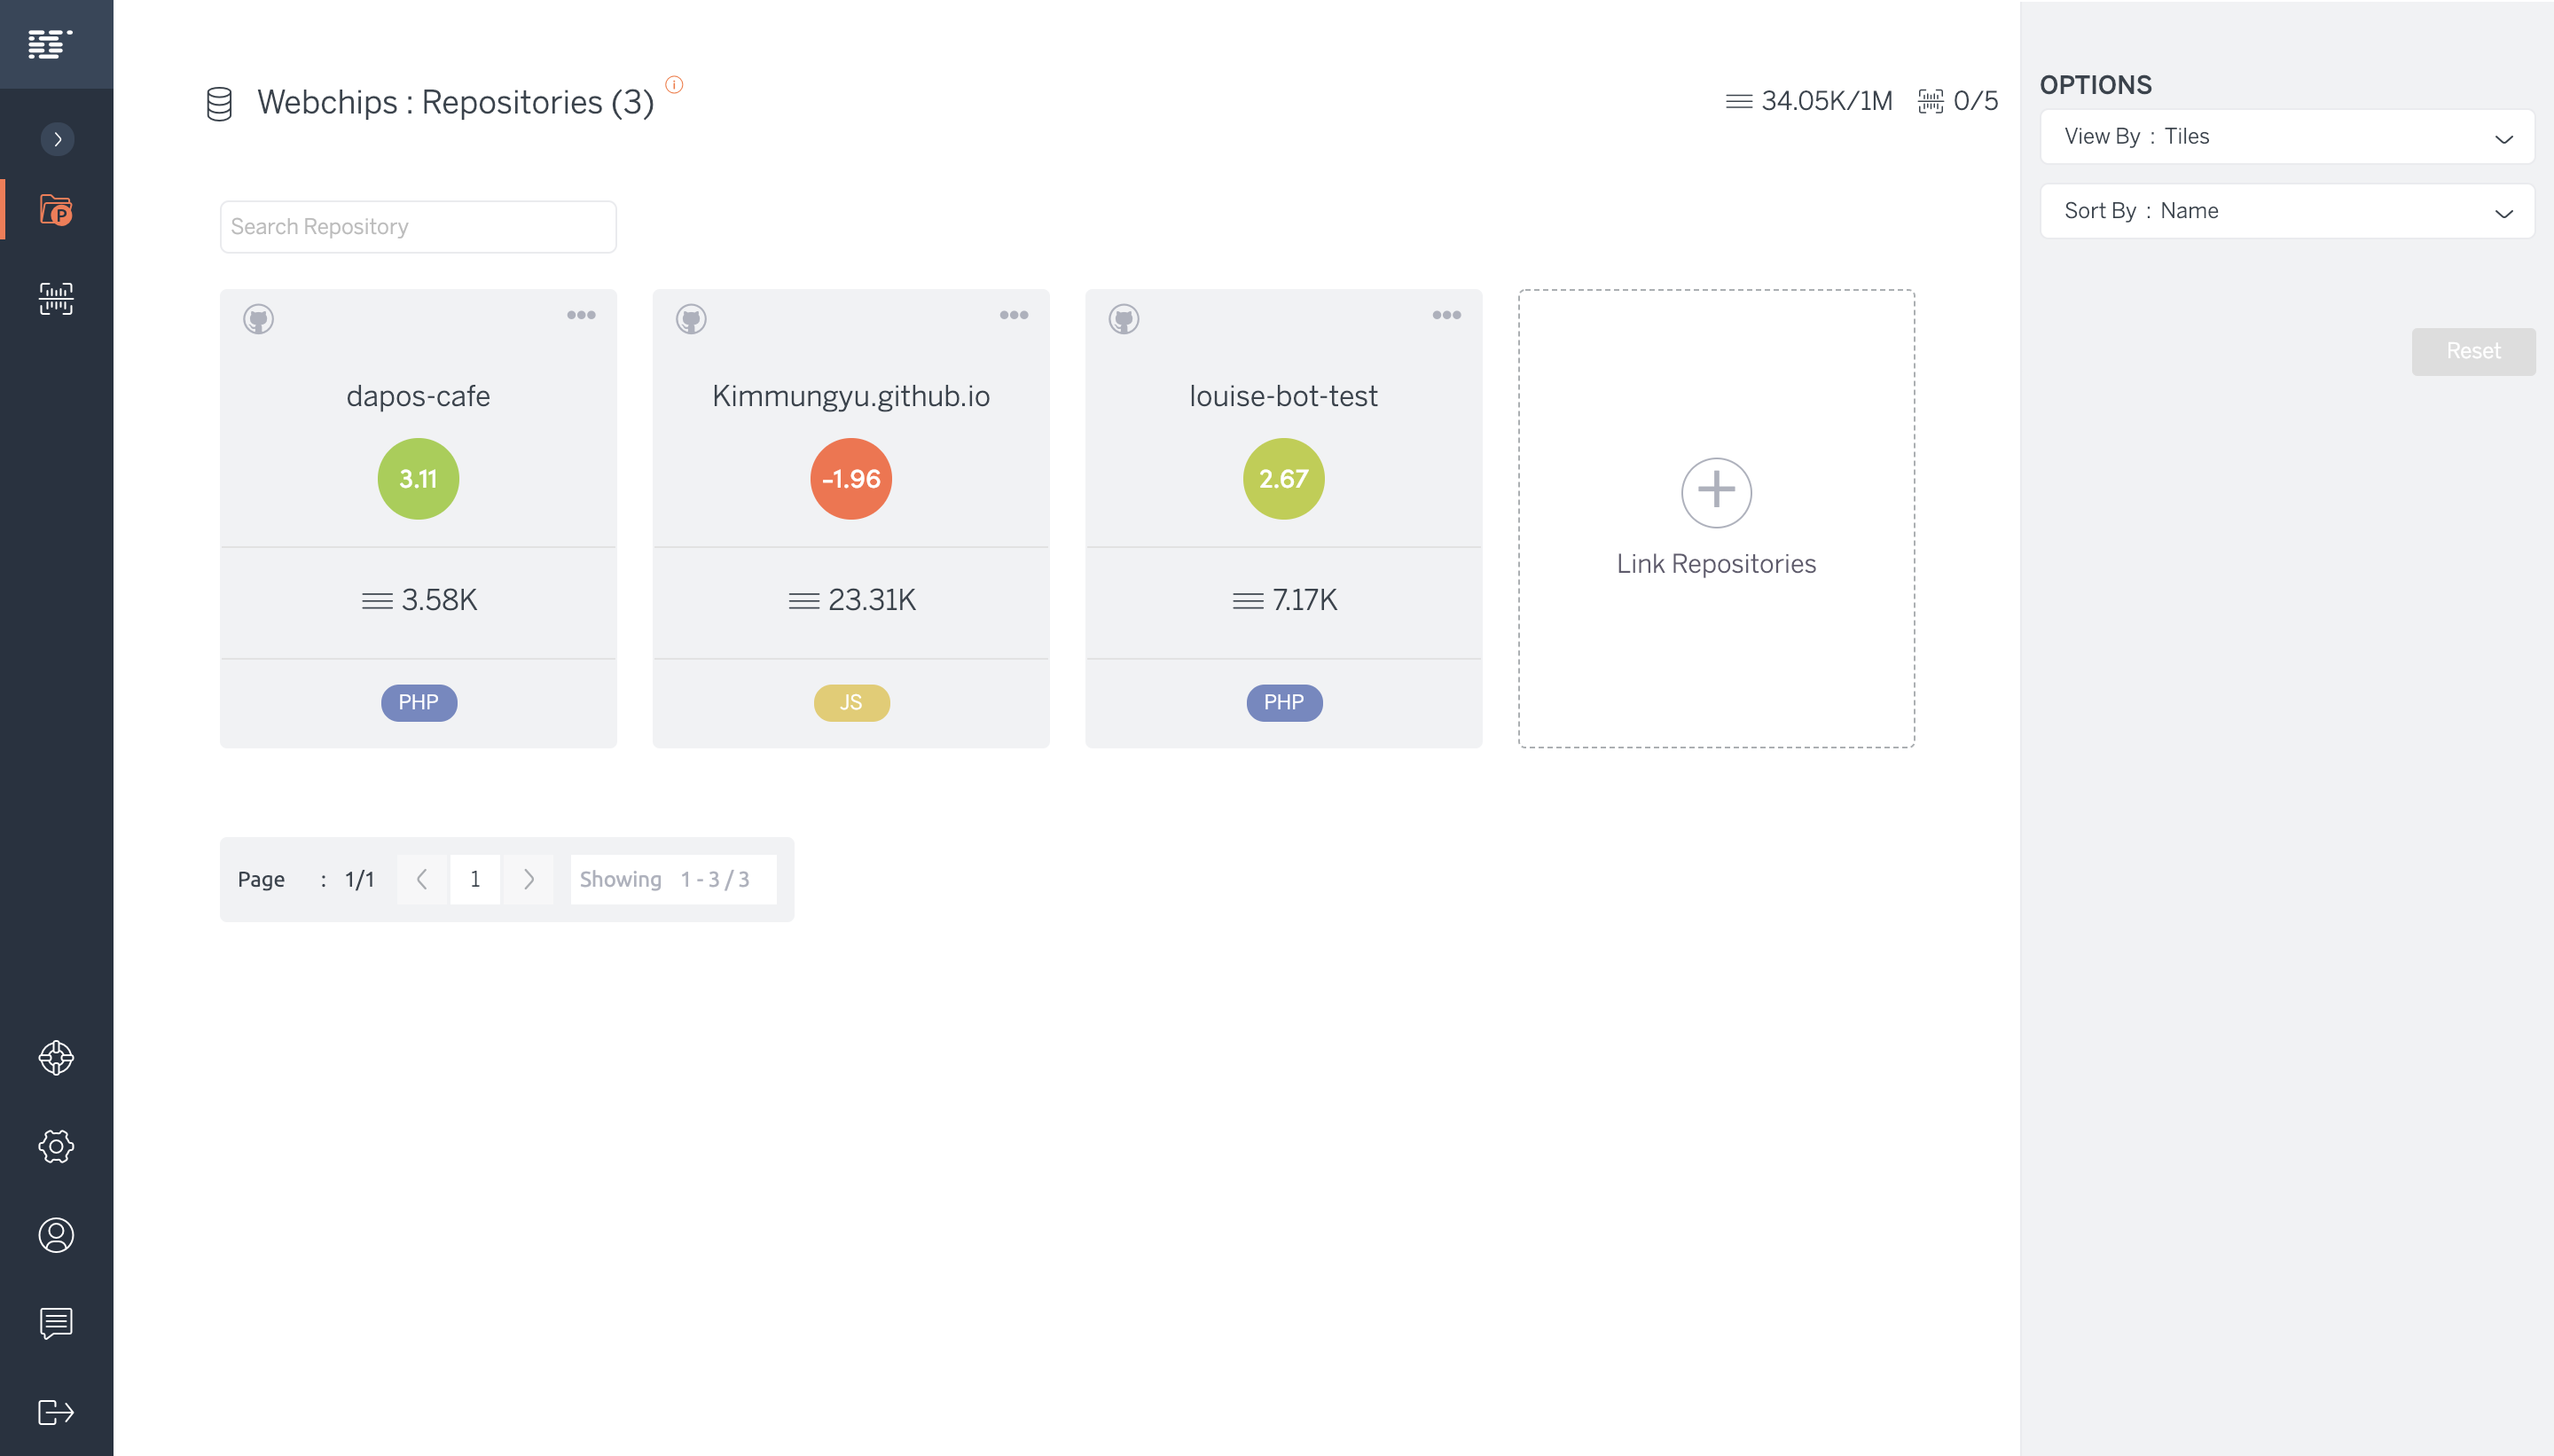 Webchips : Repositories (3)
34.05K/1M 0/5
Search Repository
dapos-cafe
3.11
3.58K
PHP
Kimmungyu.github.io
-1.96
23.31K
JS
louise-bot-test
2.67
7.17K
PHP
Link Repositories
Page : 1/1 1 Showing 1 - 3 / 3
OPTIONS
View By : Tiles
Sort By : Name
Reset